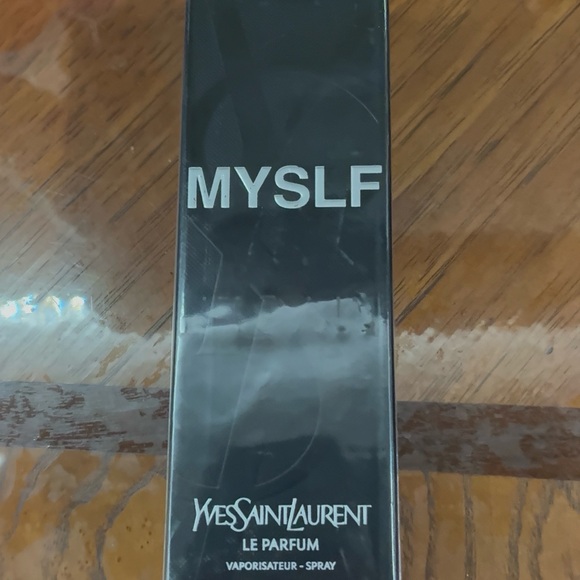 MYSLF
YVESSAINTLAURENT
LE PARFUM
VAPORISATEUR - SPRAY